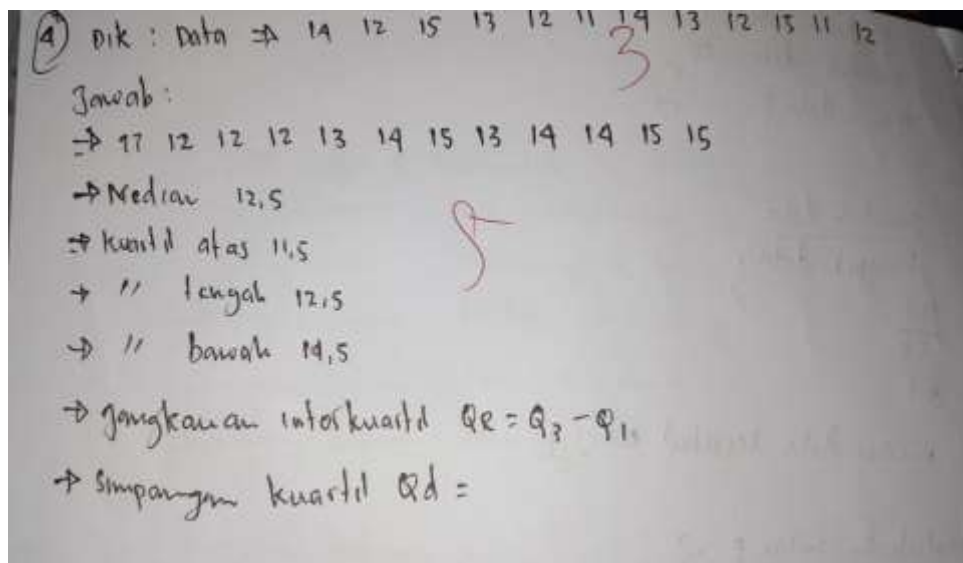 4 Dik : Data ⇒ 14 12 15 13 12 11 14 13 12 15 11 12
3
Jawab :
⇒ 97 12 12 12 13 14 15 13 14 14 15 15
→ Median 12,5
⇒ kuartil atas 11,5
→ " tengah 12,5
→ " bawah 14,5
→ Jangkauan interkuartil QR = Q3 - Q1
→ Simpangan kuartil Qd =